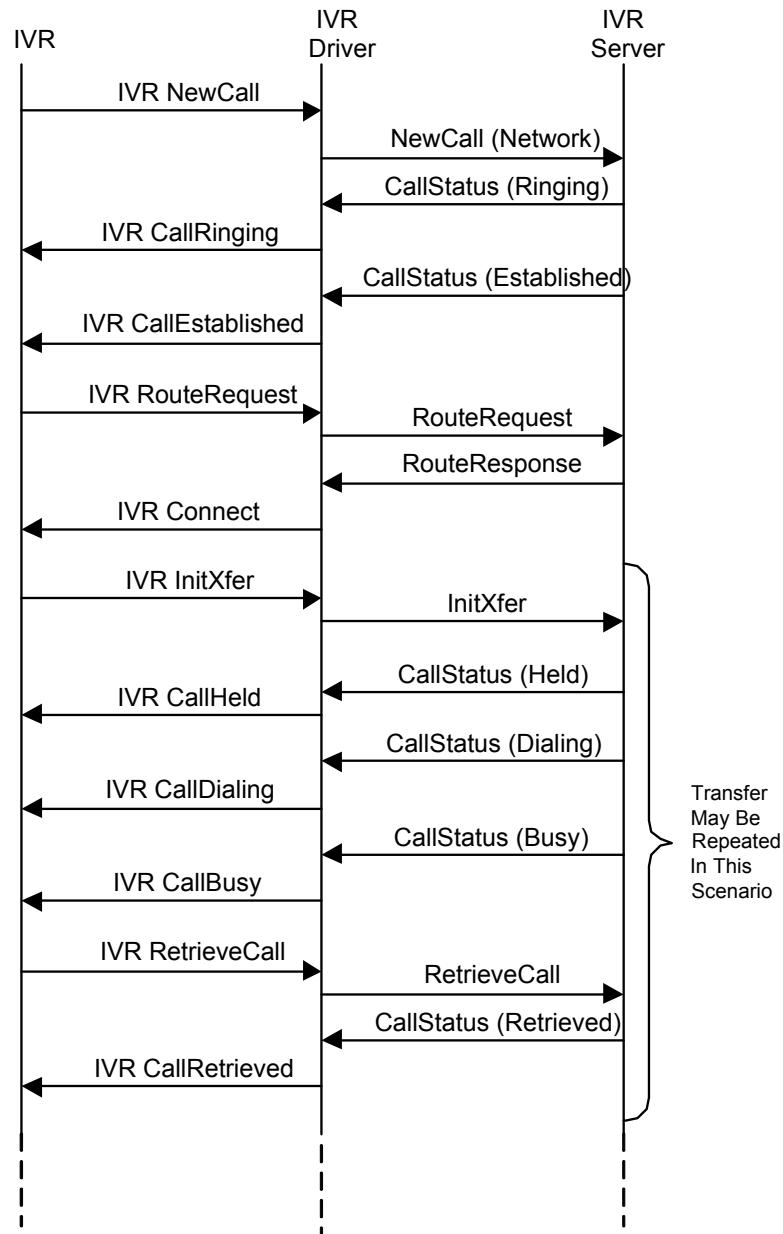 IVR
IVR
Driver
IVR
Server
IVR NewCall
NewCall (Network)
CallStatus (Ringing)
IVR CallRinging
CallStatus (Established)
IVR CallEstablished
IVR RouteRequest
RouteRequest
RouteResponse
IVR Connect
IVR InitXfer
InitXfer
CallStatus (Held)
IVR CallHeld
CallStatus (Dialing)
IVR CallDialing
CallStatus (Busy)
IVR CallBusy
IVR RetrieveCall
RetrieveCall
CallStatus (Retrieved)
IVR CallRetrieved
Transfer
May Be
Repeated
In This
Scenario